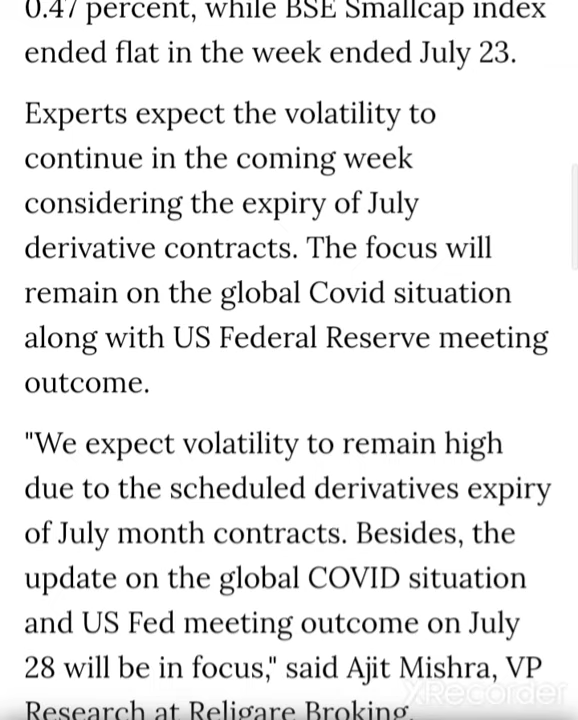 0.47 percent, while BSE Smallcap index
ended flat in the week ended July 23.
Experts expect the volatility to
continue in the coming week
considering the expiry of July
derivative contracts. The focus will
remain on the global Covid situation
along with US Federal Reserve meeting
outcome.
"We expect volatility to remain high
due to the scheduled derivatives expiry
of July month contracts. Besides, the
update on the global COVID situation
and US Fed meeting outcome on July
28 will be in focus," said Ajit Mishra, VP
XRecorder
Research at Religare Broking.